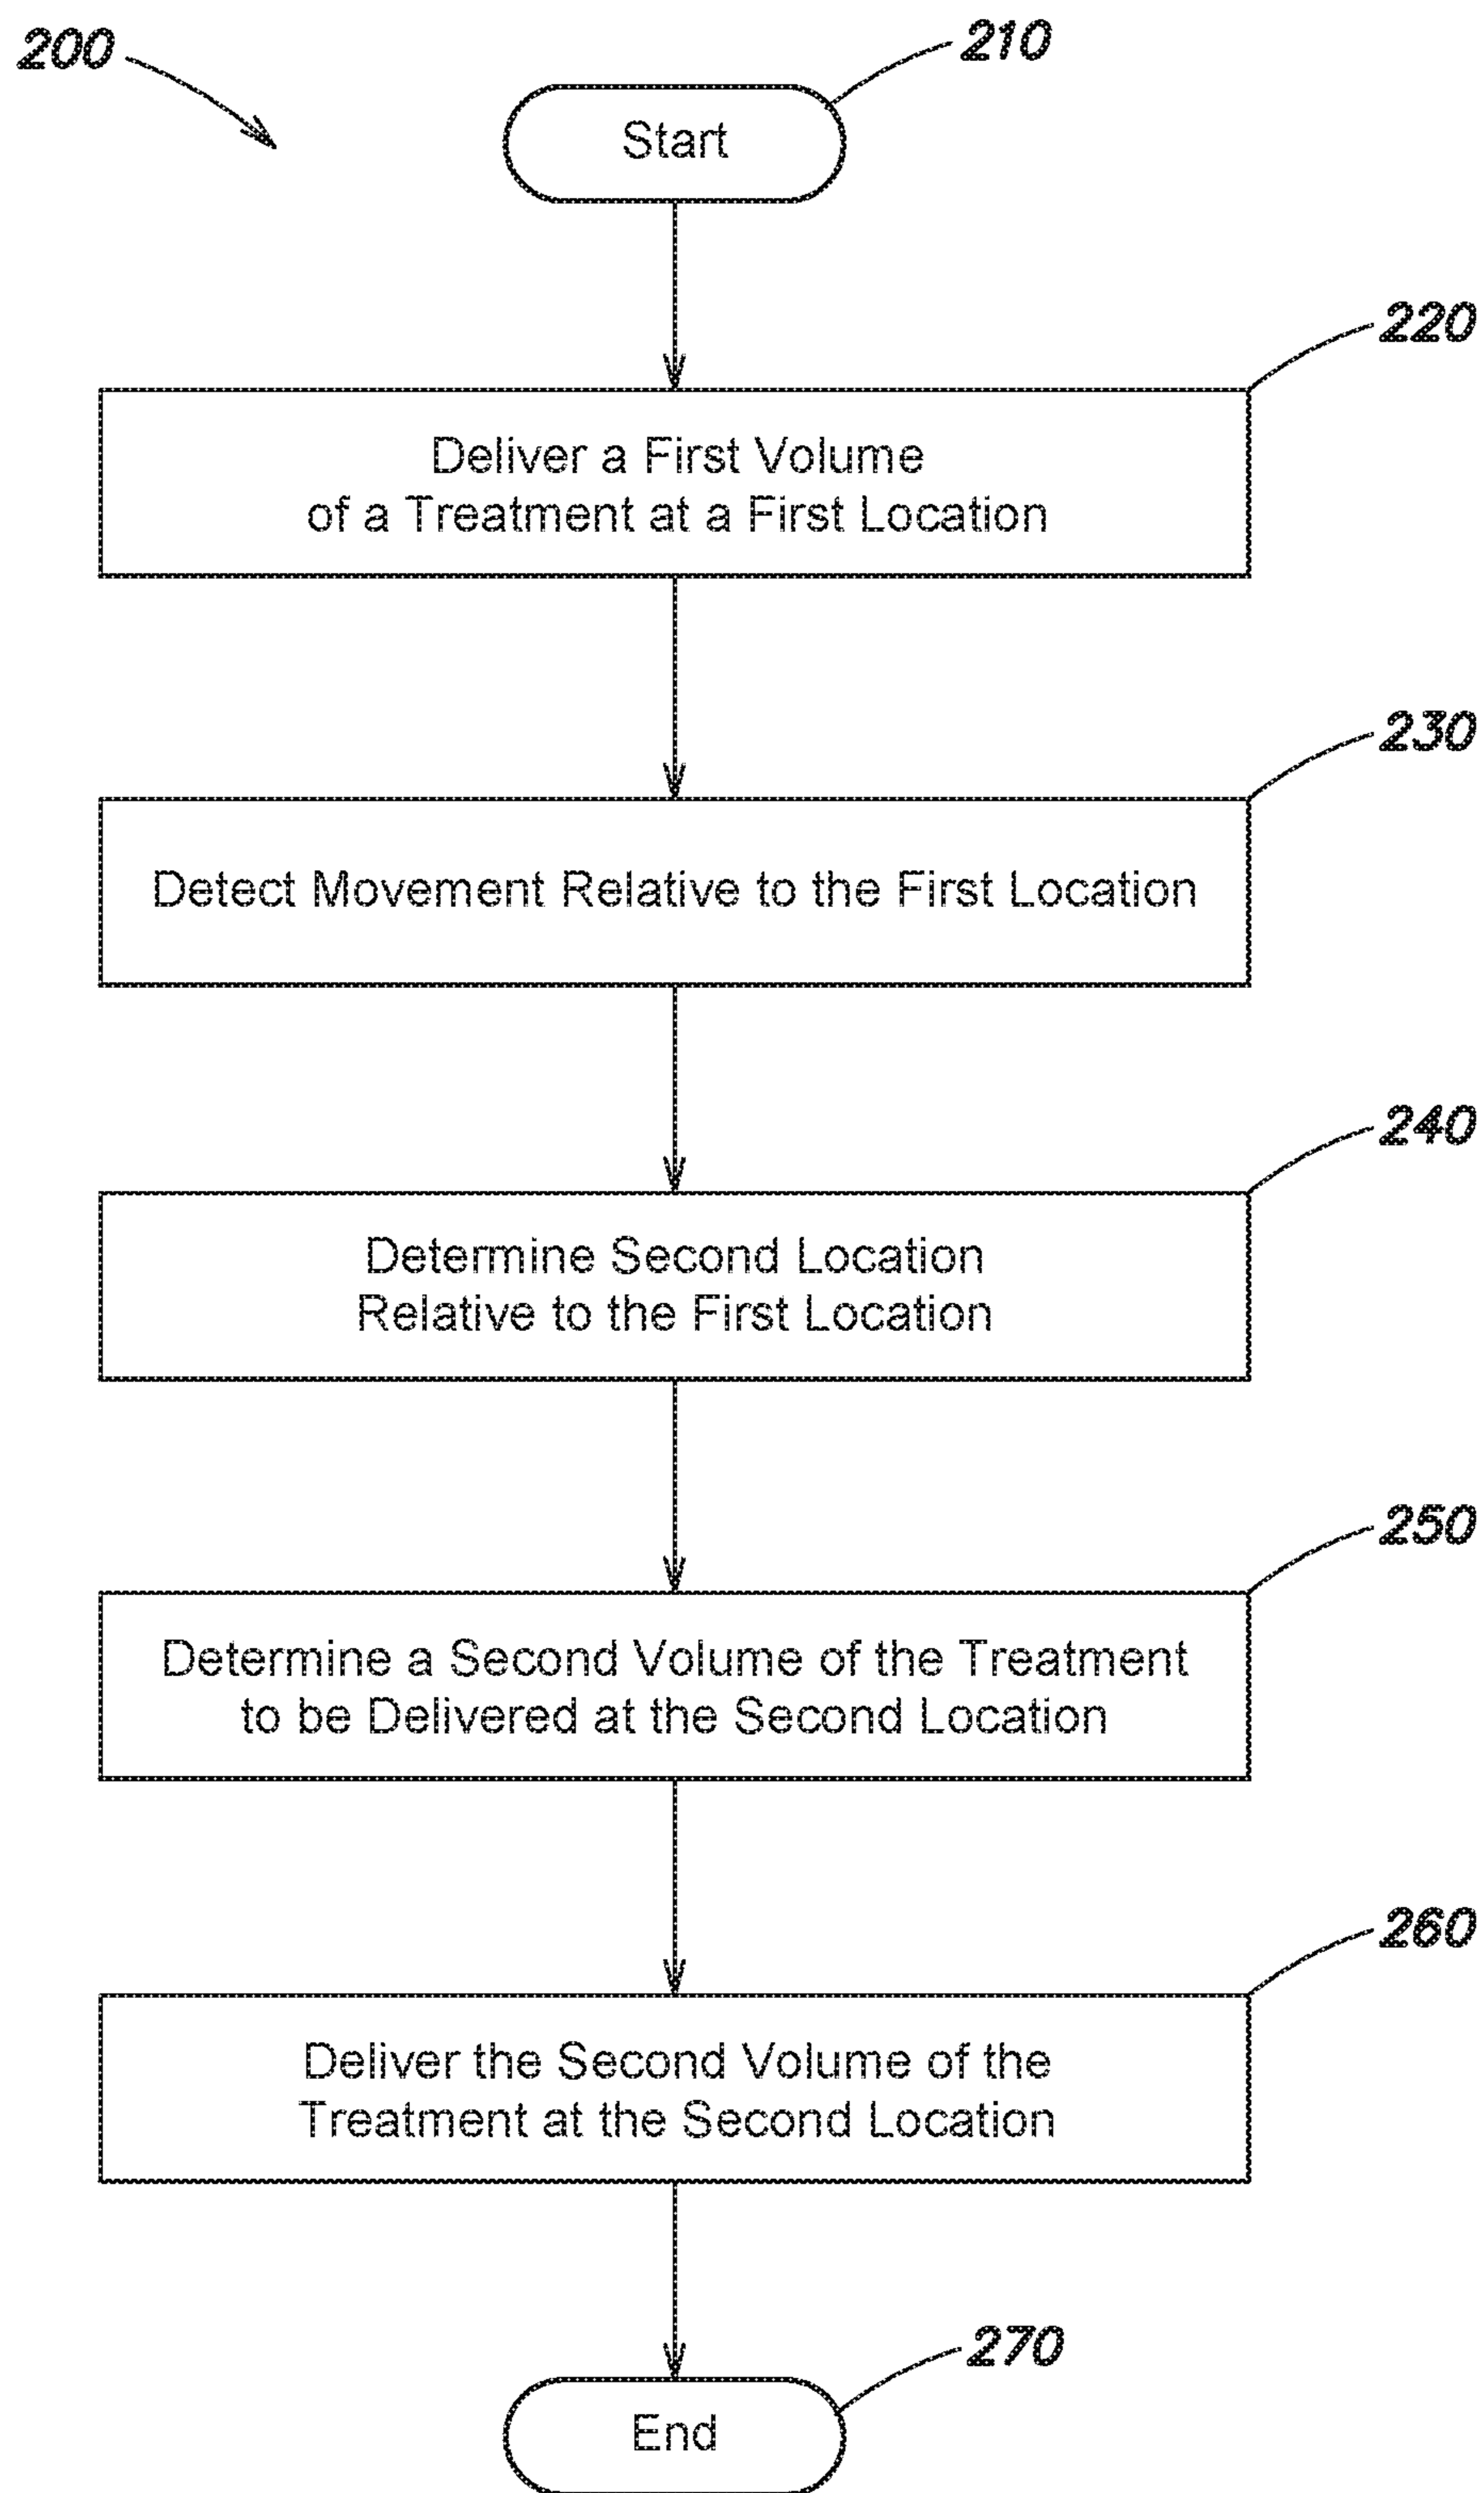 200
210
Start
220
Deliver a First Volume
of a Treatment at a First Location
230
Detect Movement Relative to the First Location
240
Determine Second Location
Relative to the First Location
250
Determine a Second Volume of the Treatment
to be Delivered at the Second Location
260
Deliver the Second Volume of the
Treatment at the Second Location
270
End